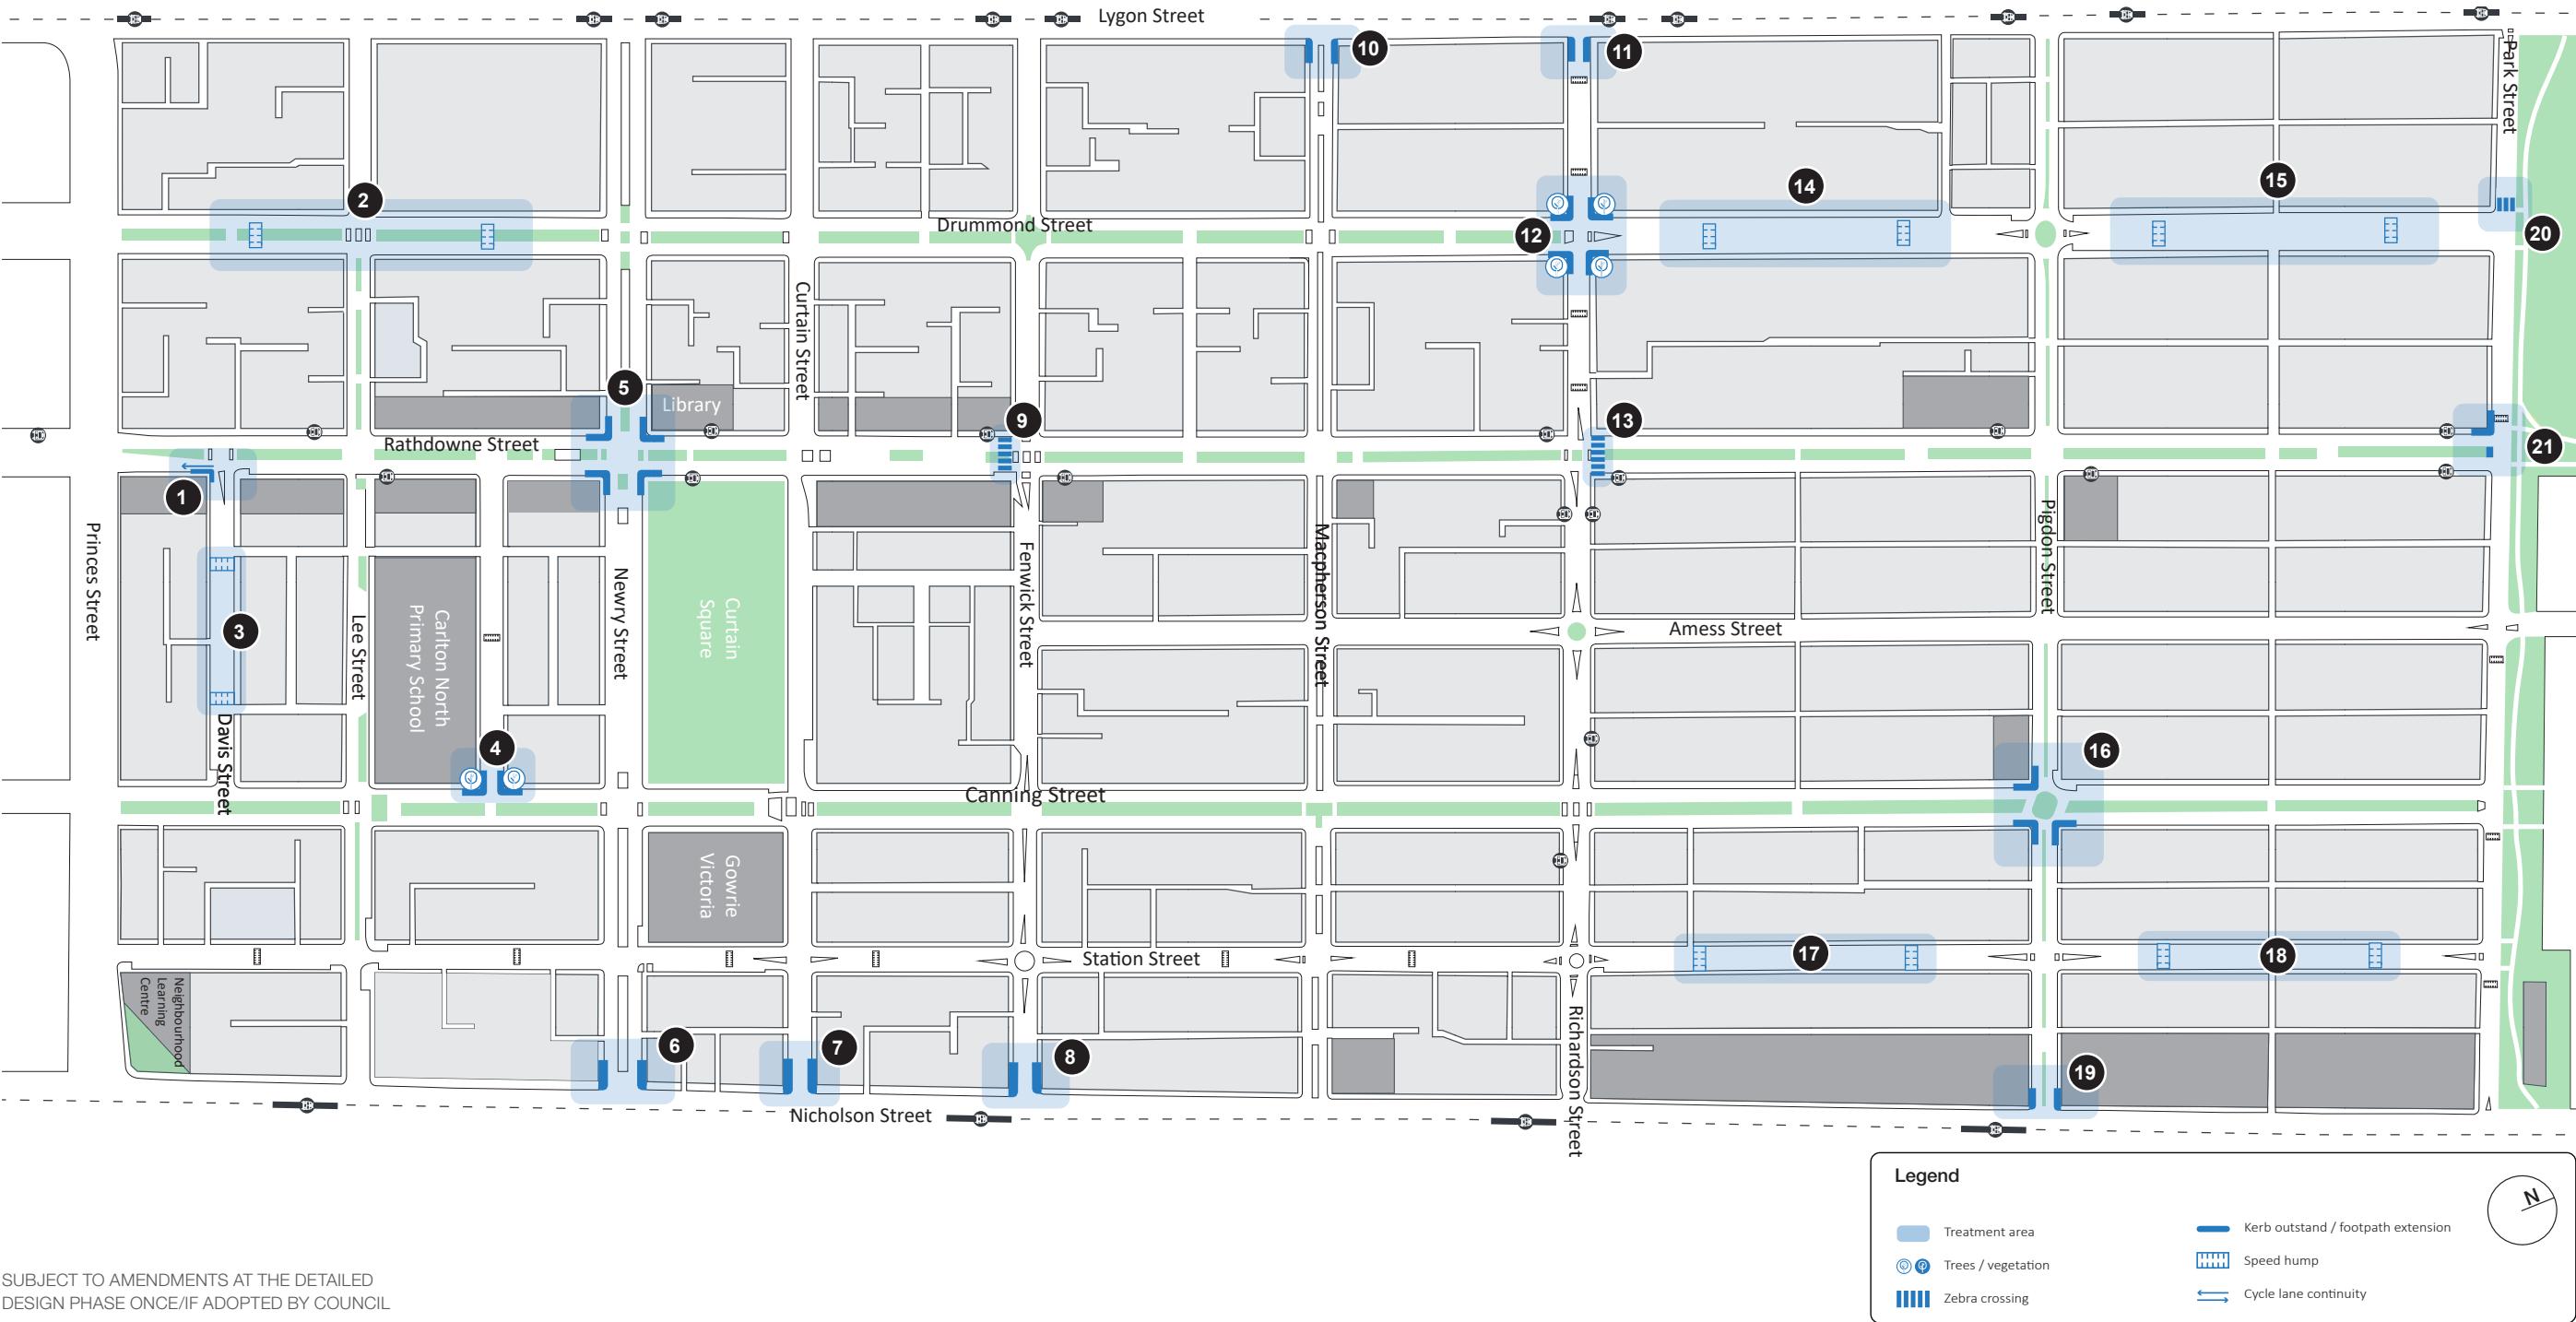 Lygon Street
10
11
Park Street
14
15
2
Drummond Street
12
20
Curtain Street
5
Library
9
13
Rathdowne Street
21
1
Princes Street
3
Davis Street
Lee Street
Carlton North
Primary School
4
Newry Street
Curtain
Square
Fenwick Street
Macpherson Street
Amess Street
Pigdon Street
16
Canning Street
Gowrie
Victoria
Station Street
17
18
Neighbourhood
Learning
Centre
6
7
8
Richardson Street
19
Nicholson Street
Legend
N
Treatment area
Kerb outstand / footpath extension
Trees / vegetation
Speed hump
Zebra crossing
Cycle lane continuity
SUBJECT TO AMENDMENTS AT THE DETAILED
DESIGN PHASE ONCE/IF ADOPTED BY COUNCIL